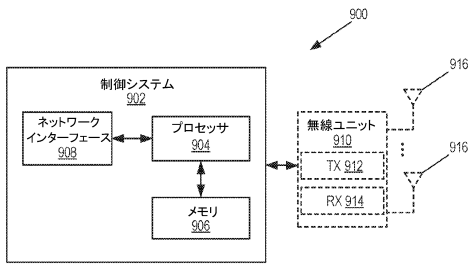 900
916
制御システム
902
ネットワーク
インターフェース
908
プロセッサ
904
メモリ
906
無線ユニット
910
TX 912
RX 914
916